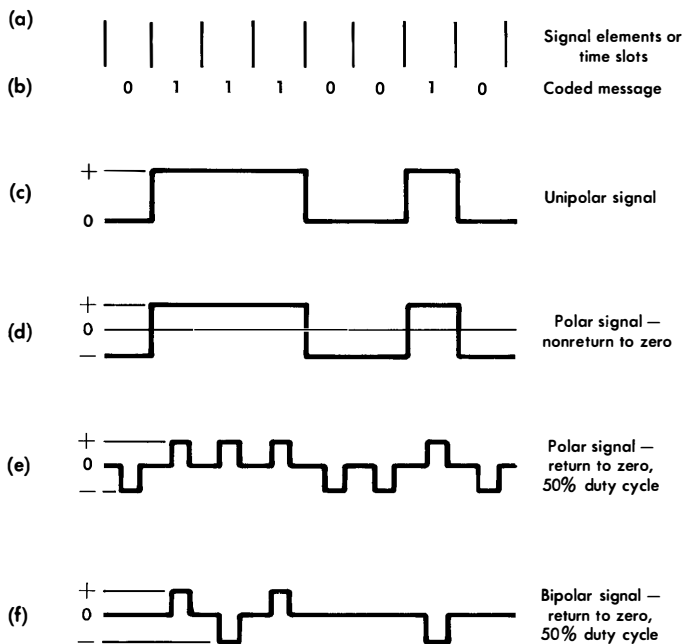 (a)
Signal elements or
time slots
(b) 0 1 1 1 0 0 1 0 Coded message
+
(c) Unipolar signal
0
+
0
(d) Polar signal —
nonreturn to zero
—
+
(e) 0 Polar signal —
return to zero,
50% duty cycle
—
+
(f) 0 Bipolar signal —
return to zero,
50% duty cycle
—